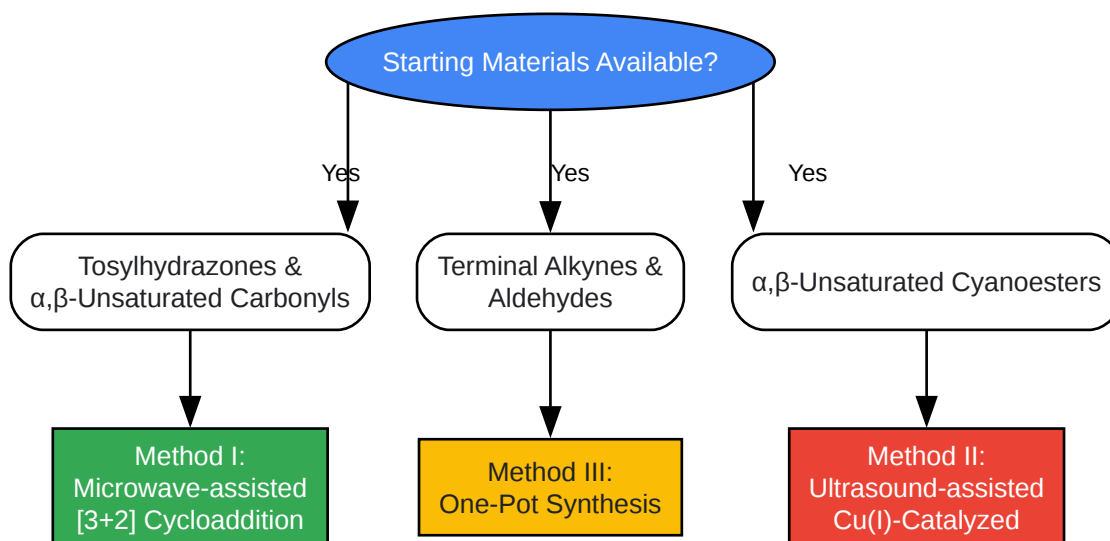 Starting Materials Available?
Yes
Yes
Yes
Tosylhydrazones &
α,β-Unsaturated Carbonyls
Terminal Alkynes &
Aldehydes
α,β-Unsaturated Cyanoesters
Method I:
Microwave-assisted
[3+2] Cycloaddition
Method III:
One-Pot Synthesis
Method II:
Ultrasound-assisted
Cu(I)-Catalyzed